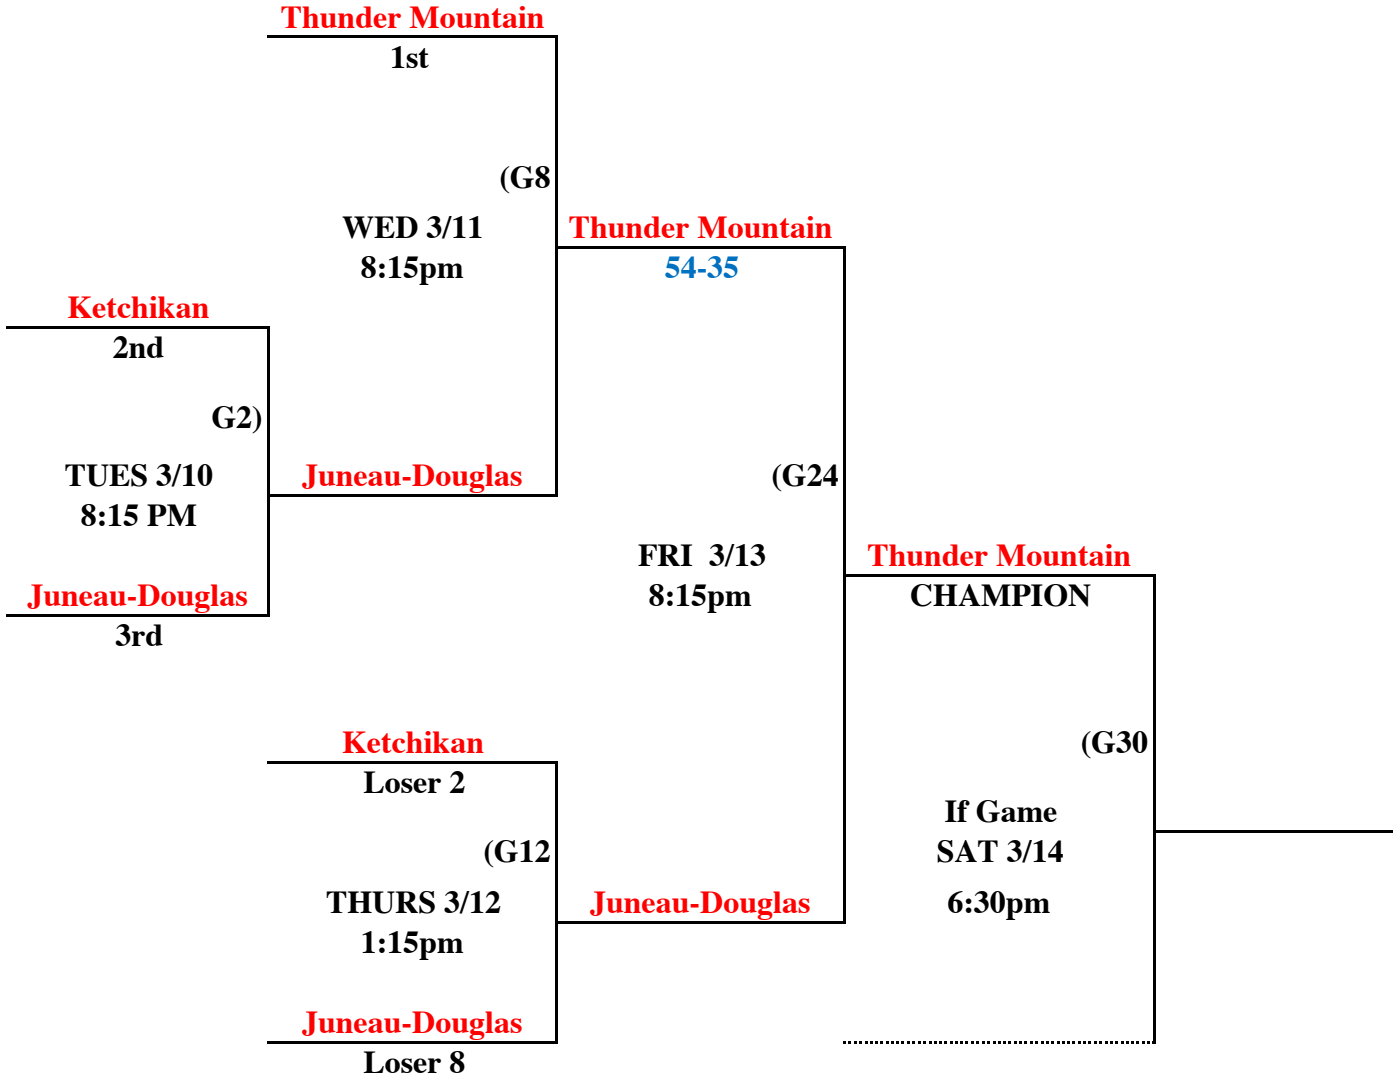 Thunder Mountain
1st
(G8
WED 3/11
8:15pm
Thunder Mountain
54-35
Ketchikan
2nd
G2)
TUES 3/10
8:15 PM
Juneau-Douglas
Juneau-Douglas
3rd
(G24
FRI  3/13
8:15pm
Thunder Mountain
CHAMPION
Ketchikan
Loser 2
(G12
THURS 3/12
1:15pm
Juneau-Douglas
Juneau-Douglas
Loser 8
(G30
If Game
SAT 3/14
6:30pm